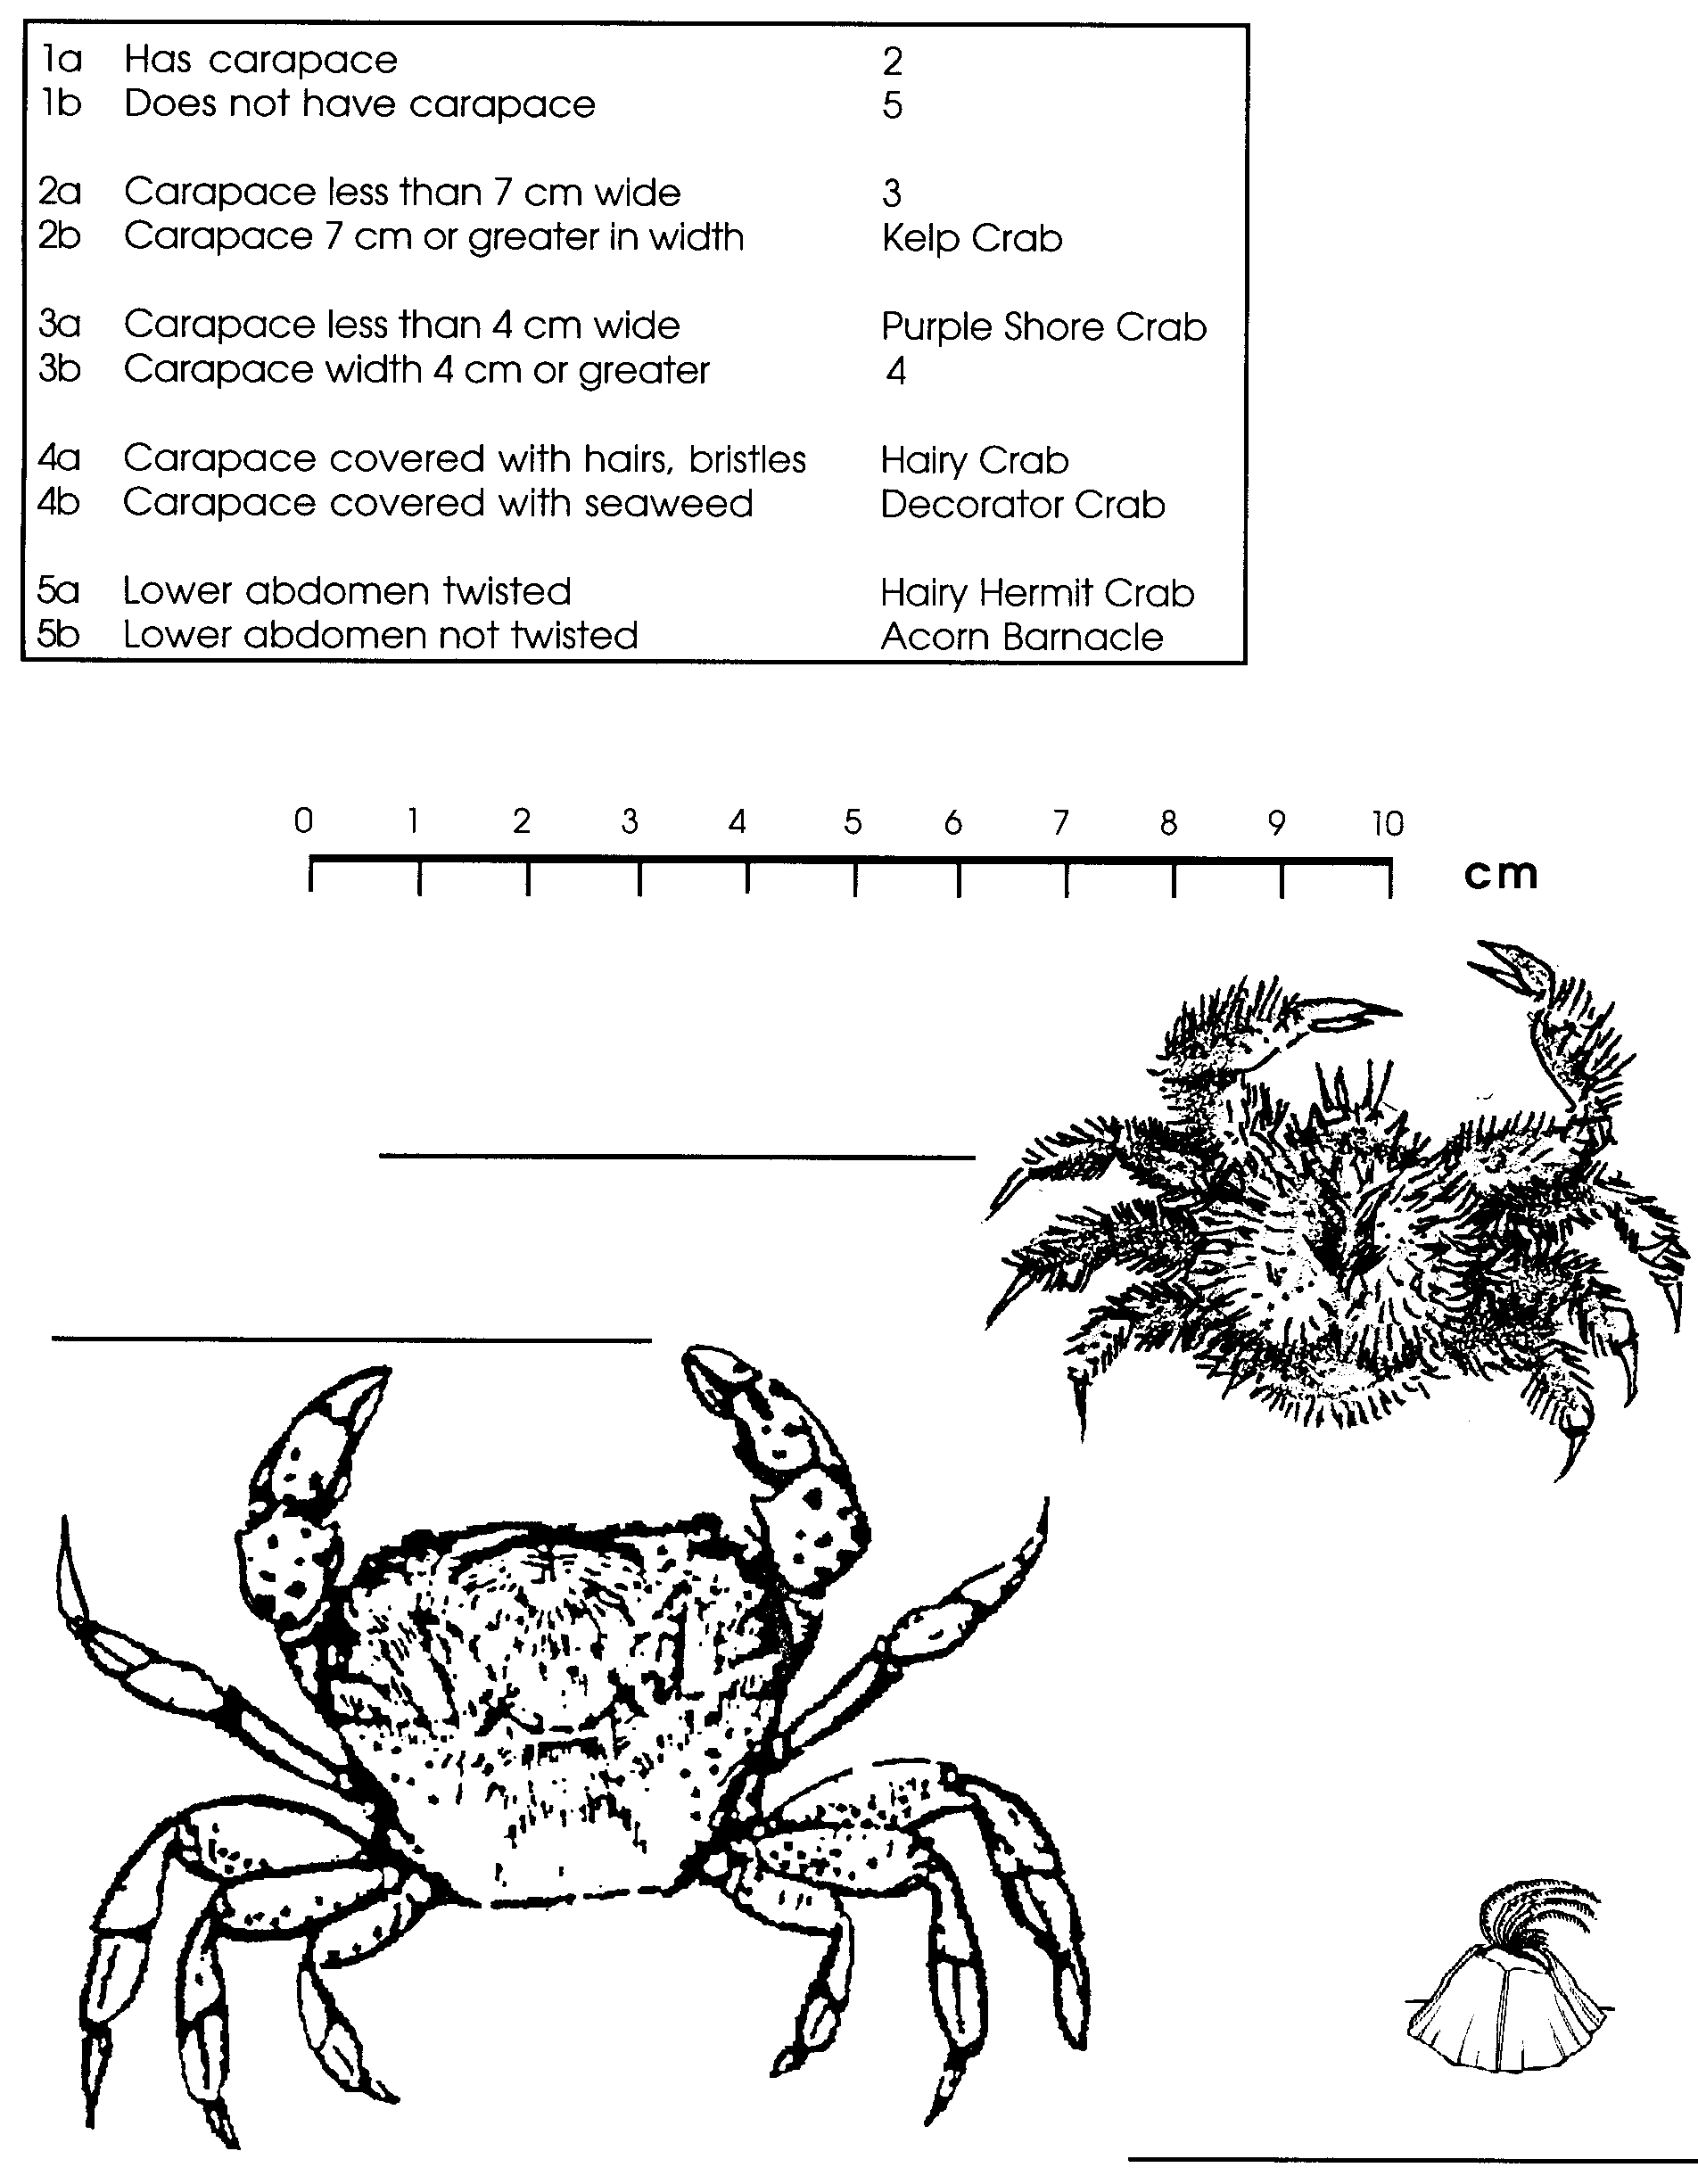 1a Has carapace 2
1b Does not have carapace 5
2a Carapace less than 7 cm wide 3
2b Carapace 7 cm or greater in width Kelp Crab
3a Carapace less than 4 cm wide Purple Shore Crab
3b Carapace width 4 cm or greater 4
4a Carapace covered with hairs, bristles Hairy Crab
4b Carapace covered with seaweed Decorator Crab
5a Lower abdomen twisted Hairy Hermit Crab
5b Lower abdomen not twisted Acorn Barnacle
0 1 2 3 4 5 6 7 8 9 10
cm